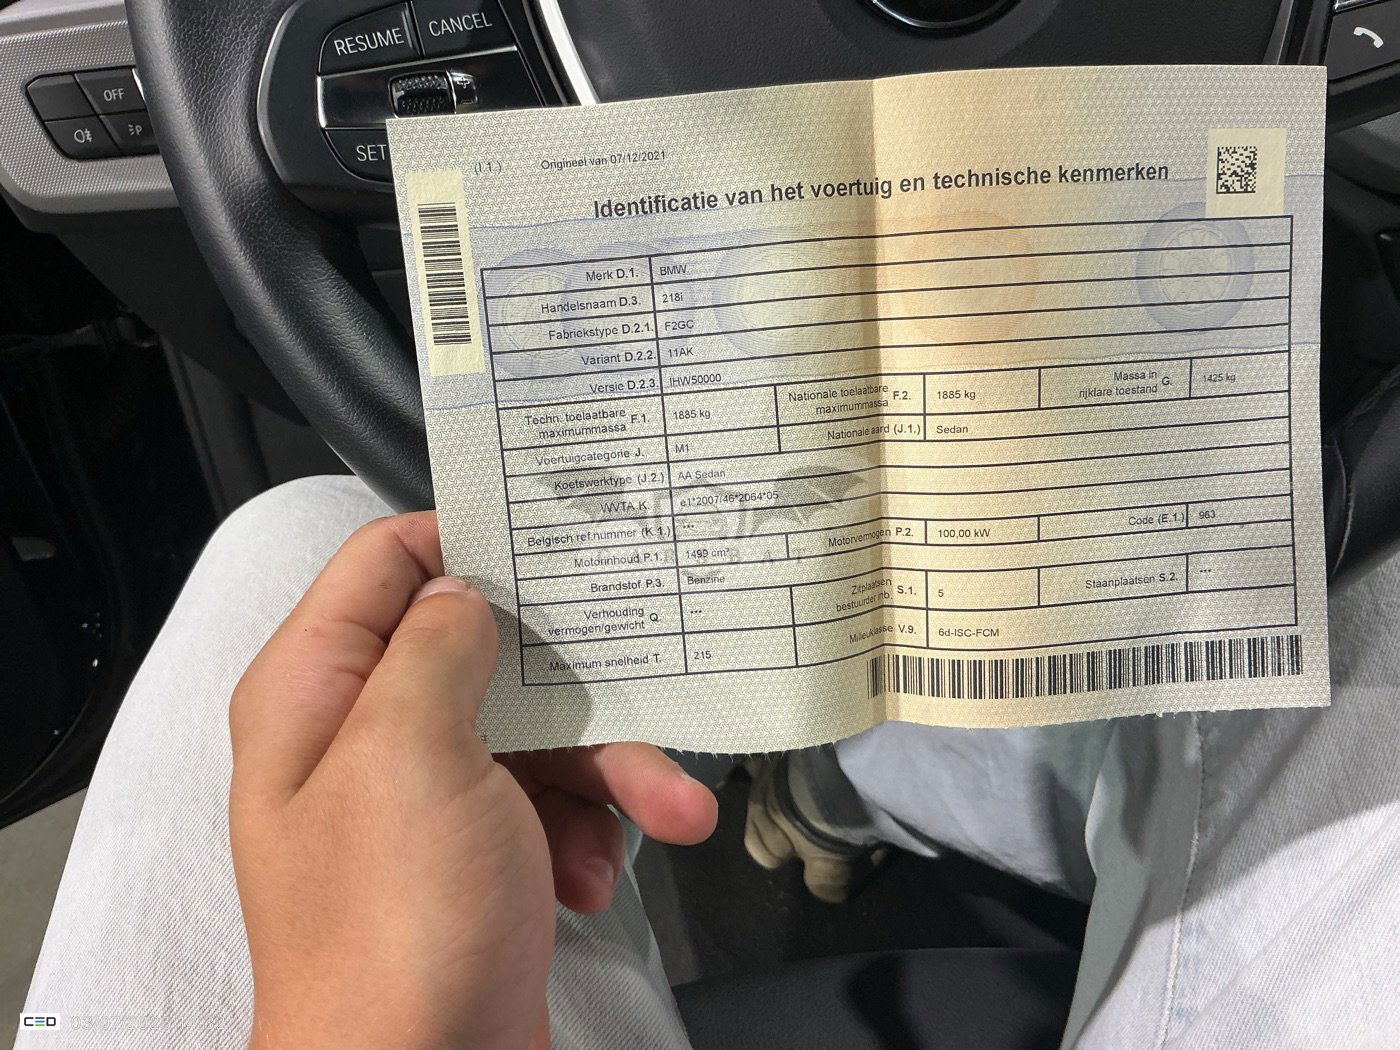 RESUME
CANCEL
OFF
SET
(I.1.)
Origineel van 07/12/2021
Identificatie van het voertuig en technische kenmerken
Merk D.1. BMW
Handelsnaam D.3. 218i
Fabriekstype D.2.1. F2GC
Variant D.2.2. 11AK
Versie D.2.3. IHW50000
Techn. toelaatbare maximummassa F.1. 1885 kg Nationale toelaatbare maximummassa F.2. 1885 kg Massa in rijklare toestand G. 1425 kg
Voertuigcategorie J. M1 Nationale aard (J.1.) Sedan
Koetswerktype (J.2.) AA Sedan
WVTA K. e1*2007/46*2064*05
Belgisch ref.nummer (K.1.) ---
Motorinhoud P.1. 1499 cm³ Motorvermogen P.2. 100,00 kW Code (E.1.) 963
Brandstof P.3. Benzine
Verhouding vermogen/gewicht Q. --- Zitplaatsen bestuurder inb. S.1. 5 Staanplaatsen S.2. ---
Maximum snelheid T. 215 Milieuklasse V.9. 6d-ISC-FCM
CED